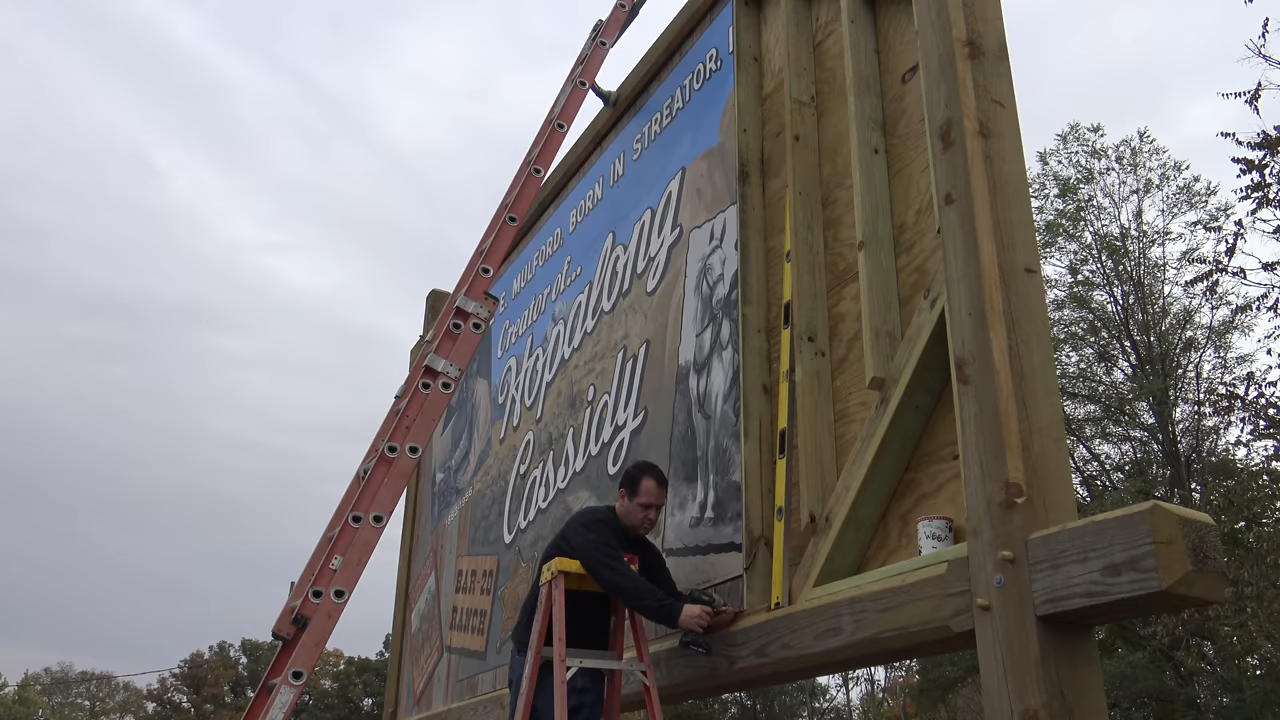 E. MULFORD, BORN IN STREATOR,
Creator of...
Hopalong
Cassidy
BAR-20
RANCH